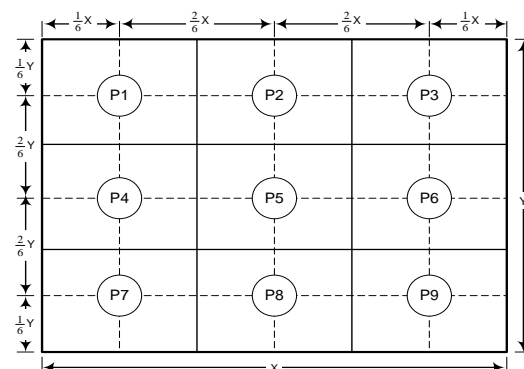 1/6 X 2/6 X 2/6 X 1/6 X
1/6 Y
P1 P2 P3
2/6 Y
P4 P5 P6 Y
2/6 Y
P7 P8 P9
1/6 Y
X